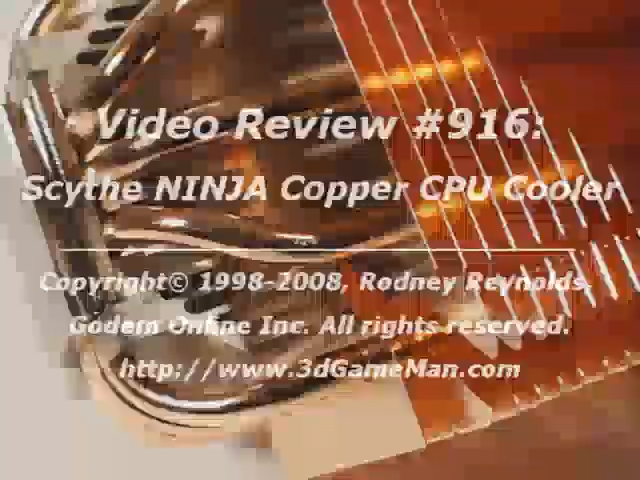 Video Review #916:
Scythe NINJA Copper CPU Cooler
Copyright© 1998-2008, Rodney Reynolds,
Godem Online Inc. All rights reserved.
http://www.3dGameMan.com